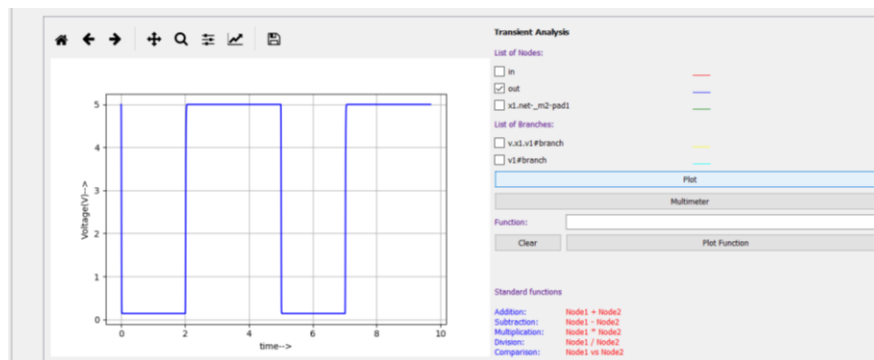 Transient Analysis
List of Nodes:
in
out
x1.net-_m2-pad1
List of Branches:
v.x1.v1#branch
v1#branch
Plot
Multimeter
Function:
Clear
Plot Function
Standard functions
Addition: Node1 + Node2
Subtraction: Node1 - Node2
Multiplication: Node1 * Node2
Division: Node1 / Node2
Comparison: Node1 vs Node2
Voltage(V)-->
5
4
3
2
1
0
0 2 4 6 8 10
time-->